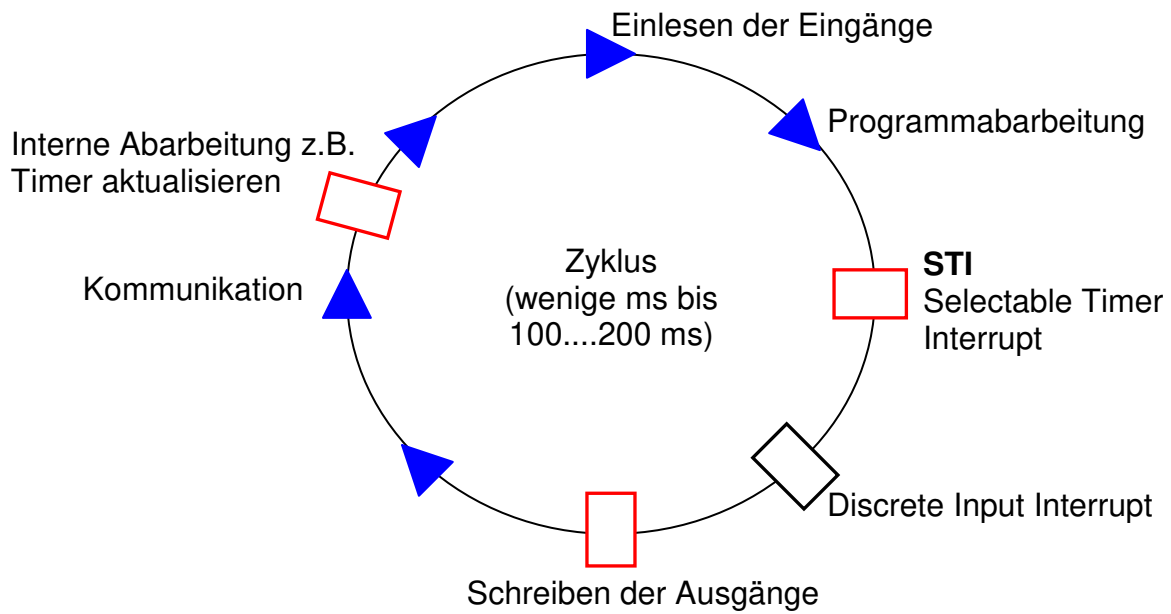 Einlesen der Eingänge
Programmabarbeitung
Interne Abarbeitung z.B.
Timer aktualisieren
Zyklus
(wenige ms bis
100....200 ms)
STI
Selectable Timer
Interrupt
Kommunikation
Discrete Input Interrupt
Schreiben der Ausgänge